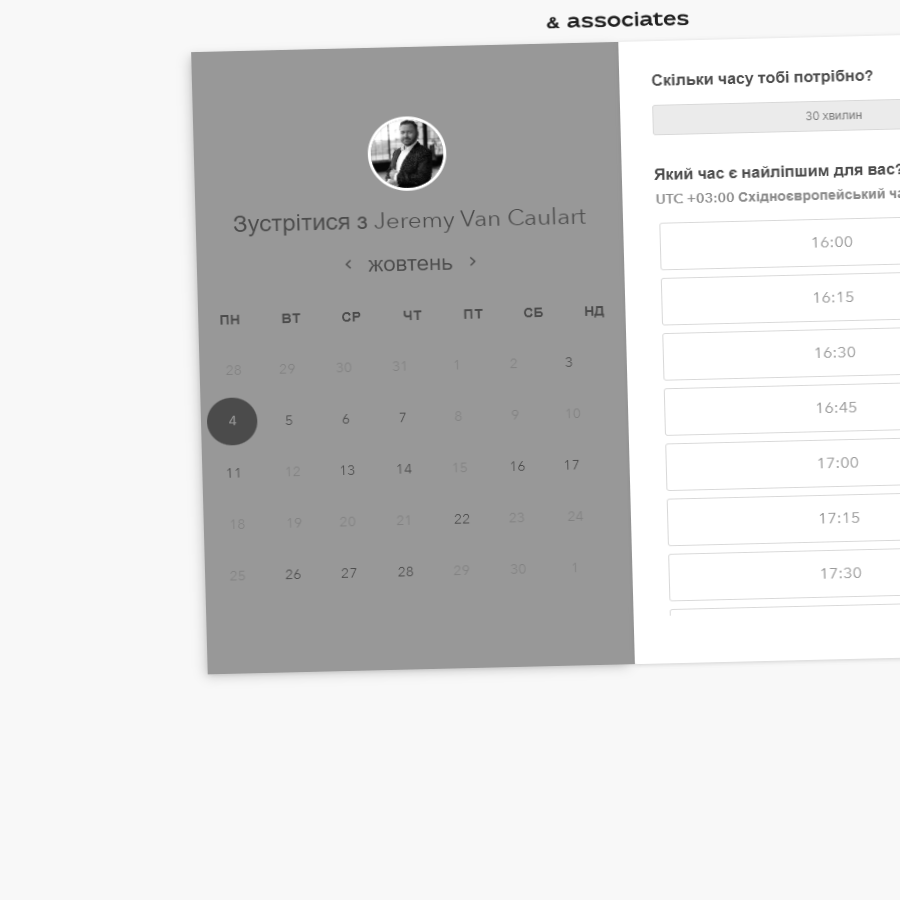 & associates
Зустрітися з Jeremy Van Caulart
‹ жовтень ›
ПН ВТ СР ЧТ ПТ СБ НД
28 29 30 31 1 2 3
4 5 6 7 8 9 10
11 12 13 14 15 16 17
18 19 20 21 22 23 24
25 26 27 28 29 30 1
Скільки часу тобі потрібно?
30 хвилин
Який час є найліпшим для вас?
UTC +03:00 Східноєвропейський ча
16:00
16:15
16:30
16:45
17:00
17:15
17:30